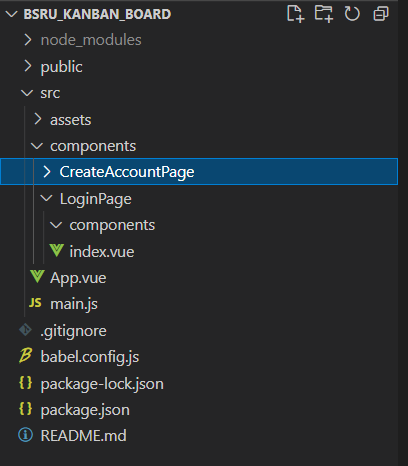 BSRU_KANBAN_BOARD
node_modules
public
src
assets
components
CreateAccountPage
LoginPage
components
index.vue
App.vue
JS main.js
.gitignore
babel.config.js
{} package-lock.json
{} package.json
README.md